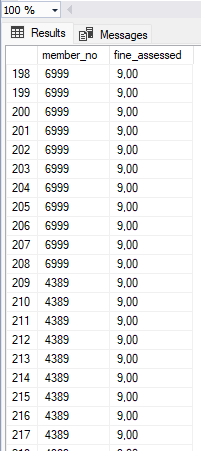 100 %
Results Messages
member_no fine_assessed
198 6999 9,00
199 6999 9,00
200 6999 9,00
201 6999 9,00
202 6999 9,00
203 6999 9,00
204 6999 9,00
205 6999 9,00
206 6999 9,00
207 6999 9,00
208 6999 9,00
209 4389 9,00
210 4389 9,00
211 4389 9,00
212 4389 9,00
213 4389 9,00
214 4389 9,00
215 4389 9,00
216 4389 9,00
217 4389 9,00